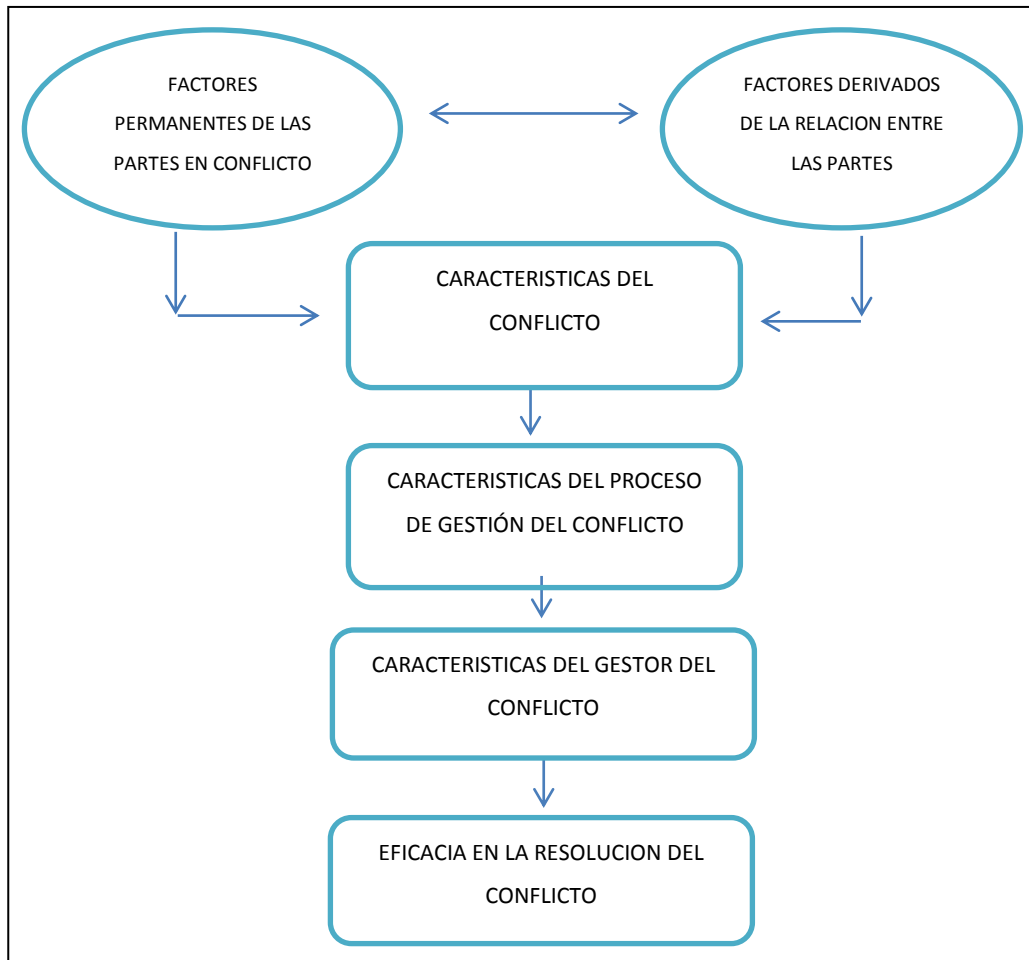 FACTORES
PERMANENTES DE LAS
PARTES EN CONFLICTO
FACTORES DERIVADOS
DE LA RELACION ENTRE
LAS PARTES
CARACTERISTICAS DEL
CONFLICTO
CARACTERISTICAS DEL PROCESO
DE GESTIÓN DEL CONFLICTO
CARACTERISTICAS DEL GESTOR DEL
CONFLICTO
EFICACIA EN LA RESOLUCION DEL
CONFLICTO